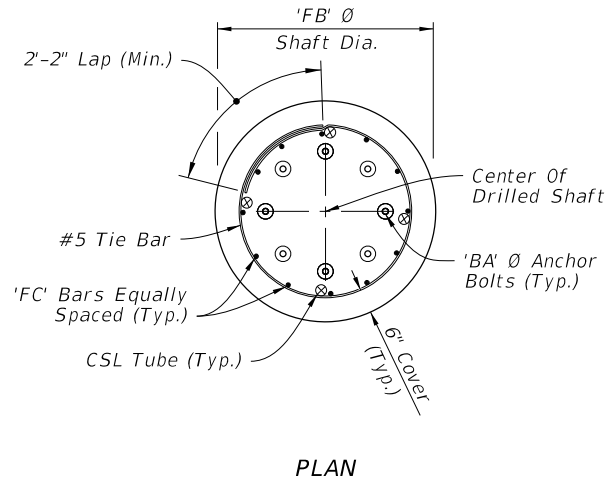 'FB' Ø
Shaft Dia.
2'-2" Lap (Min.)
Center Of
Drilled Shaft
#5 Tie Bar
'BA' Ø Anchor
Bolts (Typ.)
'FC' Bars Equally
Spaced (Typ.)
CSL Tube (Typ.)
6" Cover
(Typ.)
PLAN